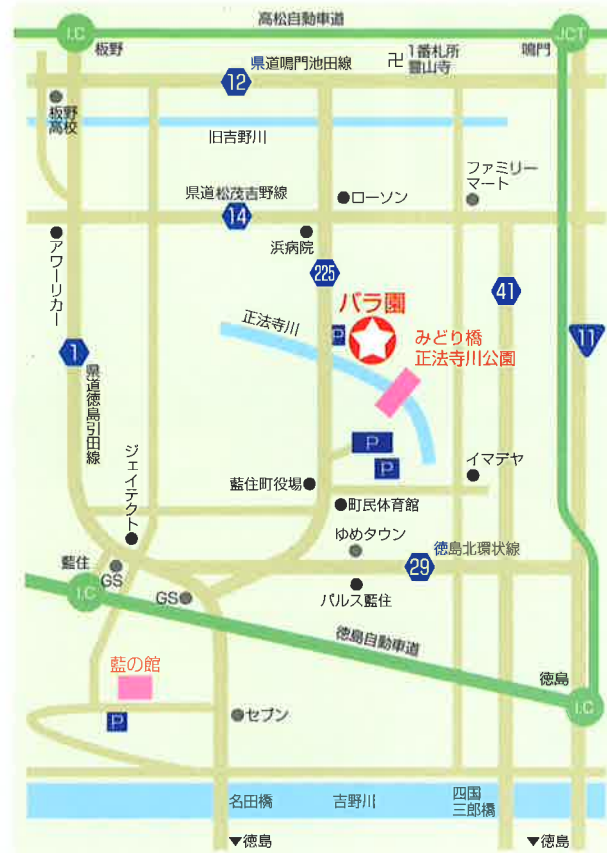 高松自動車道
I.C
板野
卍
1番札所
霊山寺
鳴門
JCT
県道鳴門池田線
12
板野
高校
旧吉野川
ファミリー
マート
県道松茂吉野線
14
ローソン
アワーリカー
浜病院
225
41
バラ園
正法寺川
P
みどり橋
正法寺川公園
11
1
県道徳島引田線
P
P
ジェイテクト
イマデヤ
藍住町役場
町民体育館
ゆめタウン
徳島北環状線
29
藍住
GS
I.C
GS
パルス藍住
徳島自動車道
藍の館
P
徳島
I.C
セブン
名田橋
吉野川
四国
三郎橋
▼徳島
▼徳島